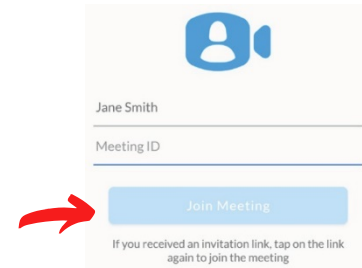 Jane Smith
Meeting ID
Join Meeting
If you received an invitation link, tap on the link
again to join the meeting